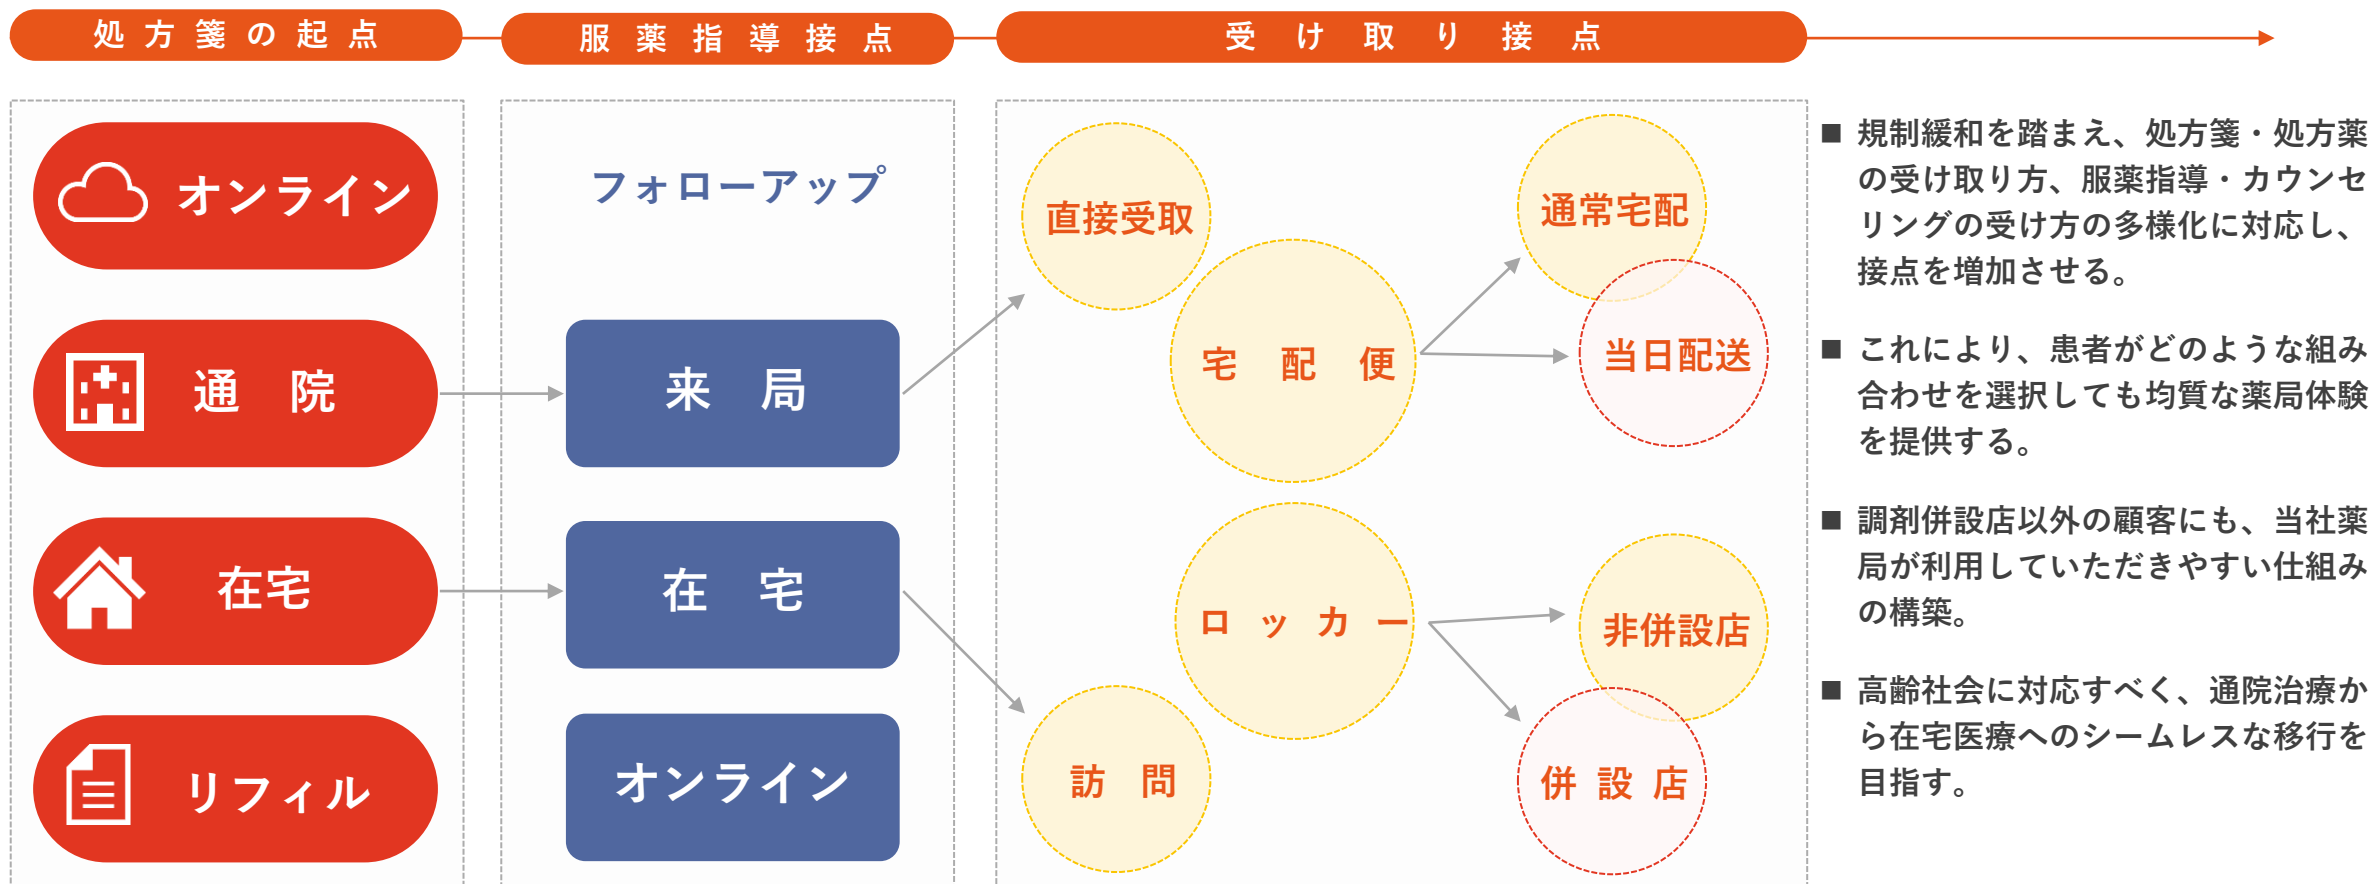 処方箋の起点
服薬指導接点
受け取り接点
オンライン
通院
在宅
リフィル
フォローアップ
来局
在宅
オンライン
直接受取
宅配便
通常宅配
当日配送
ロッカー
訪問
非併設店
併設店
■ 規制緩和を踏まえ、処方箋・処方薬
の受け取り方、服薬指導・カウンセ
リングの受け方の多様化に対応し、
接点を増加させる。
■ これにより、患者がどのような組み
合わせを選択しても均質な薬局体験
を提供する。
■ 調剤併設店以外の顧客にも、当社薬
局が利用していただきやすい仕組み
の構築。
■ 高齢社会に対応すべく、通院治療か
ら在宅医療へのシームレスな移行を
目指す。